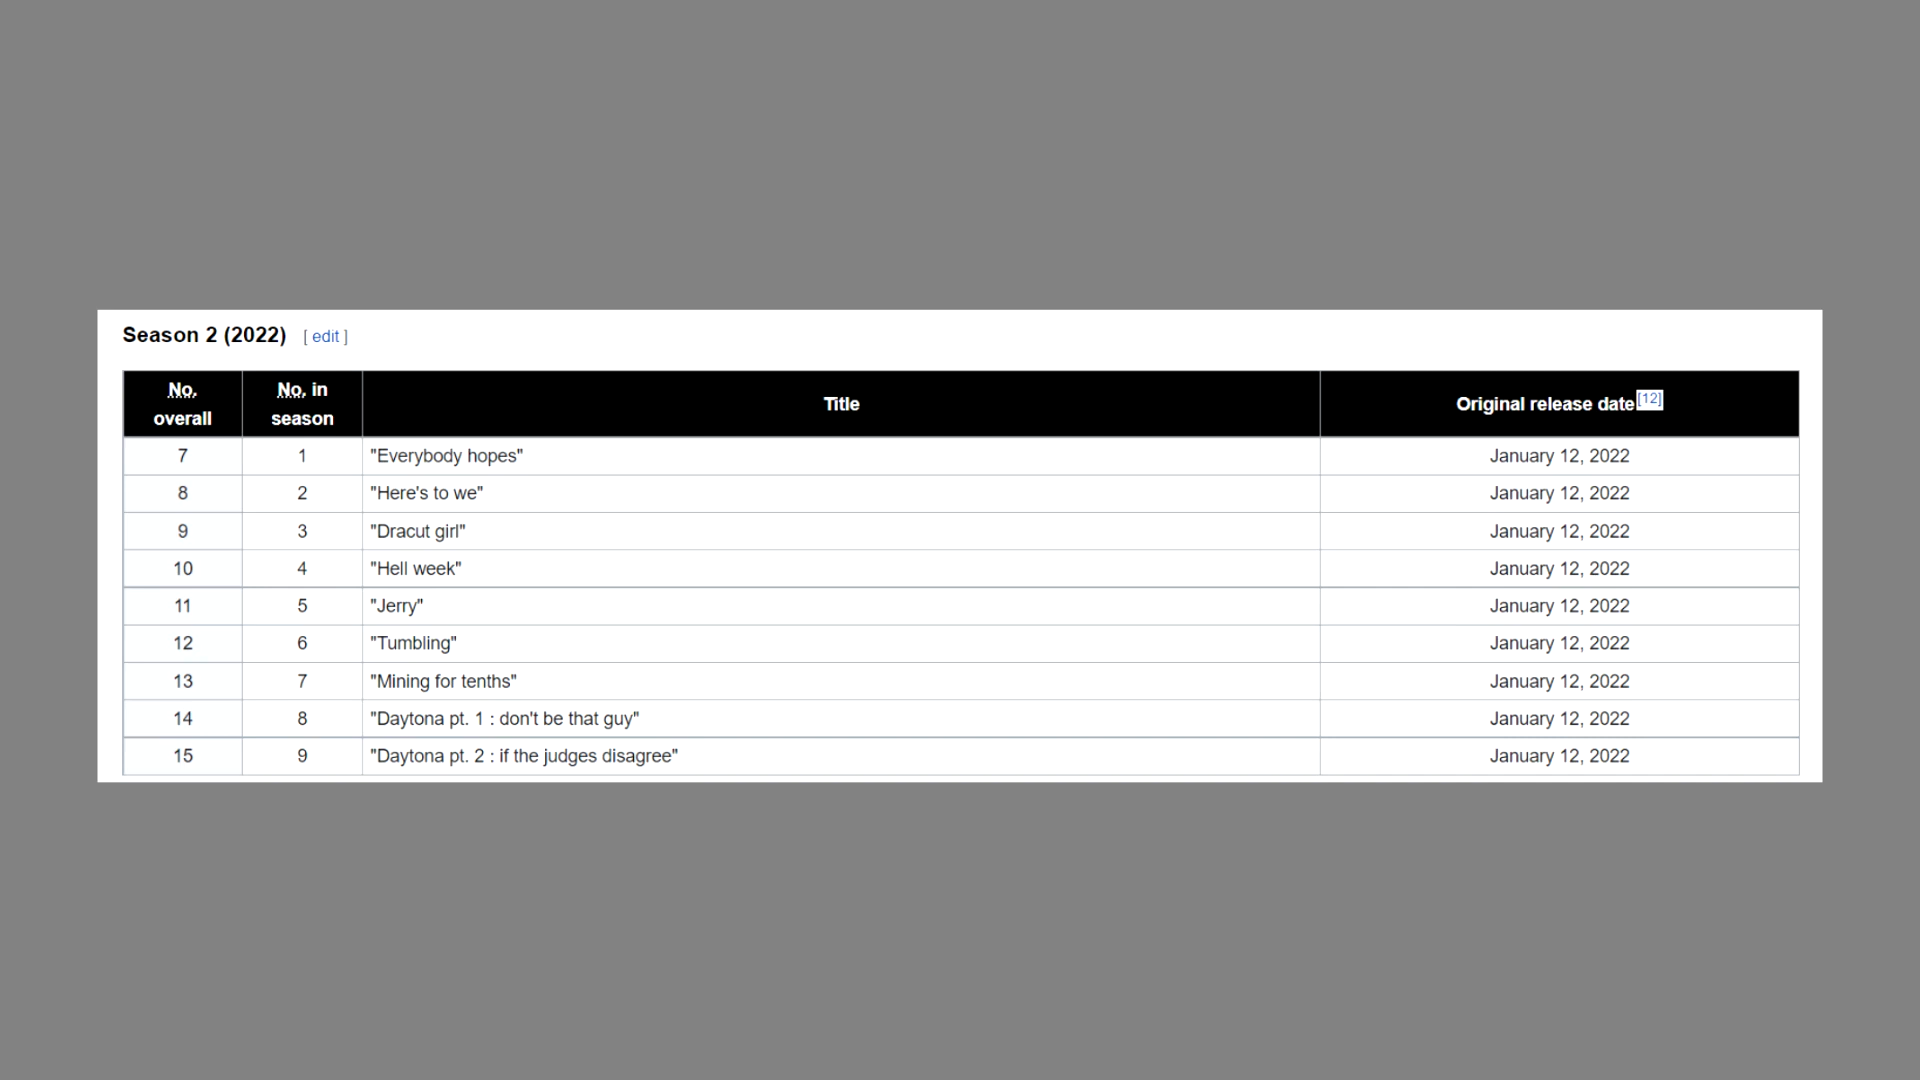 Season 2 (2022) [ edit ]
No. overall No. in season Title Original release date[12]
7 1 "Everybody hopes" January 12, 2022
8 2 "Here's to we" January 12, 2022
9 3 "Dracut girl" January 12, 2022
10 4 "Hell week" January 12, 2022
11 5 "Jerry" January 12, 2022
12 6 "Tumbling" January 12, 2022
13 7 "Mining for tenths" January 12, 2022
14 8 "Daytona pt. 1 : don't be that guy" January 12, 2022
15 9 "Daytona pt. 2 : if the judges disagree" January 12, 2022